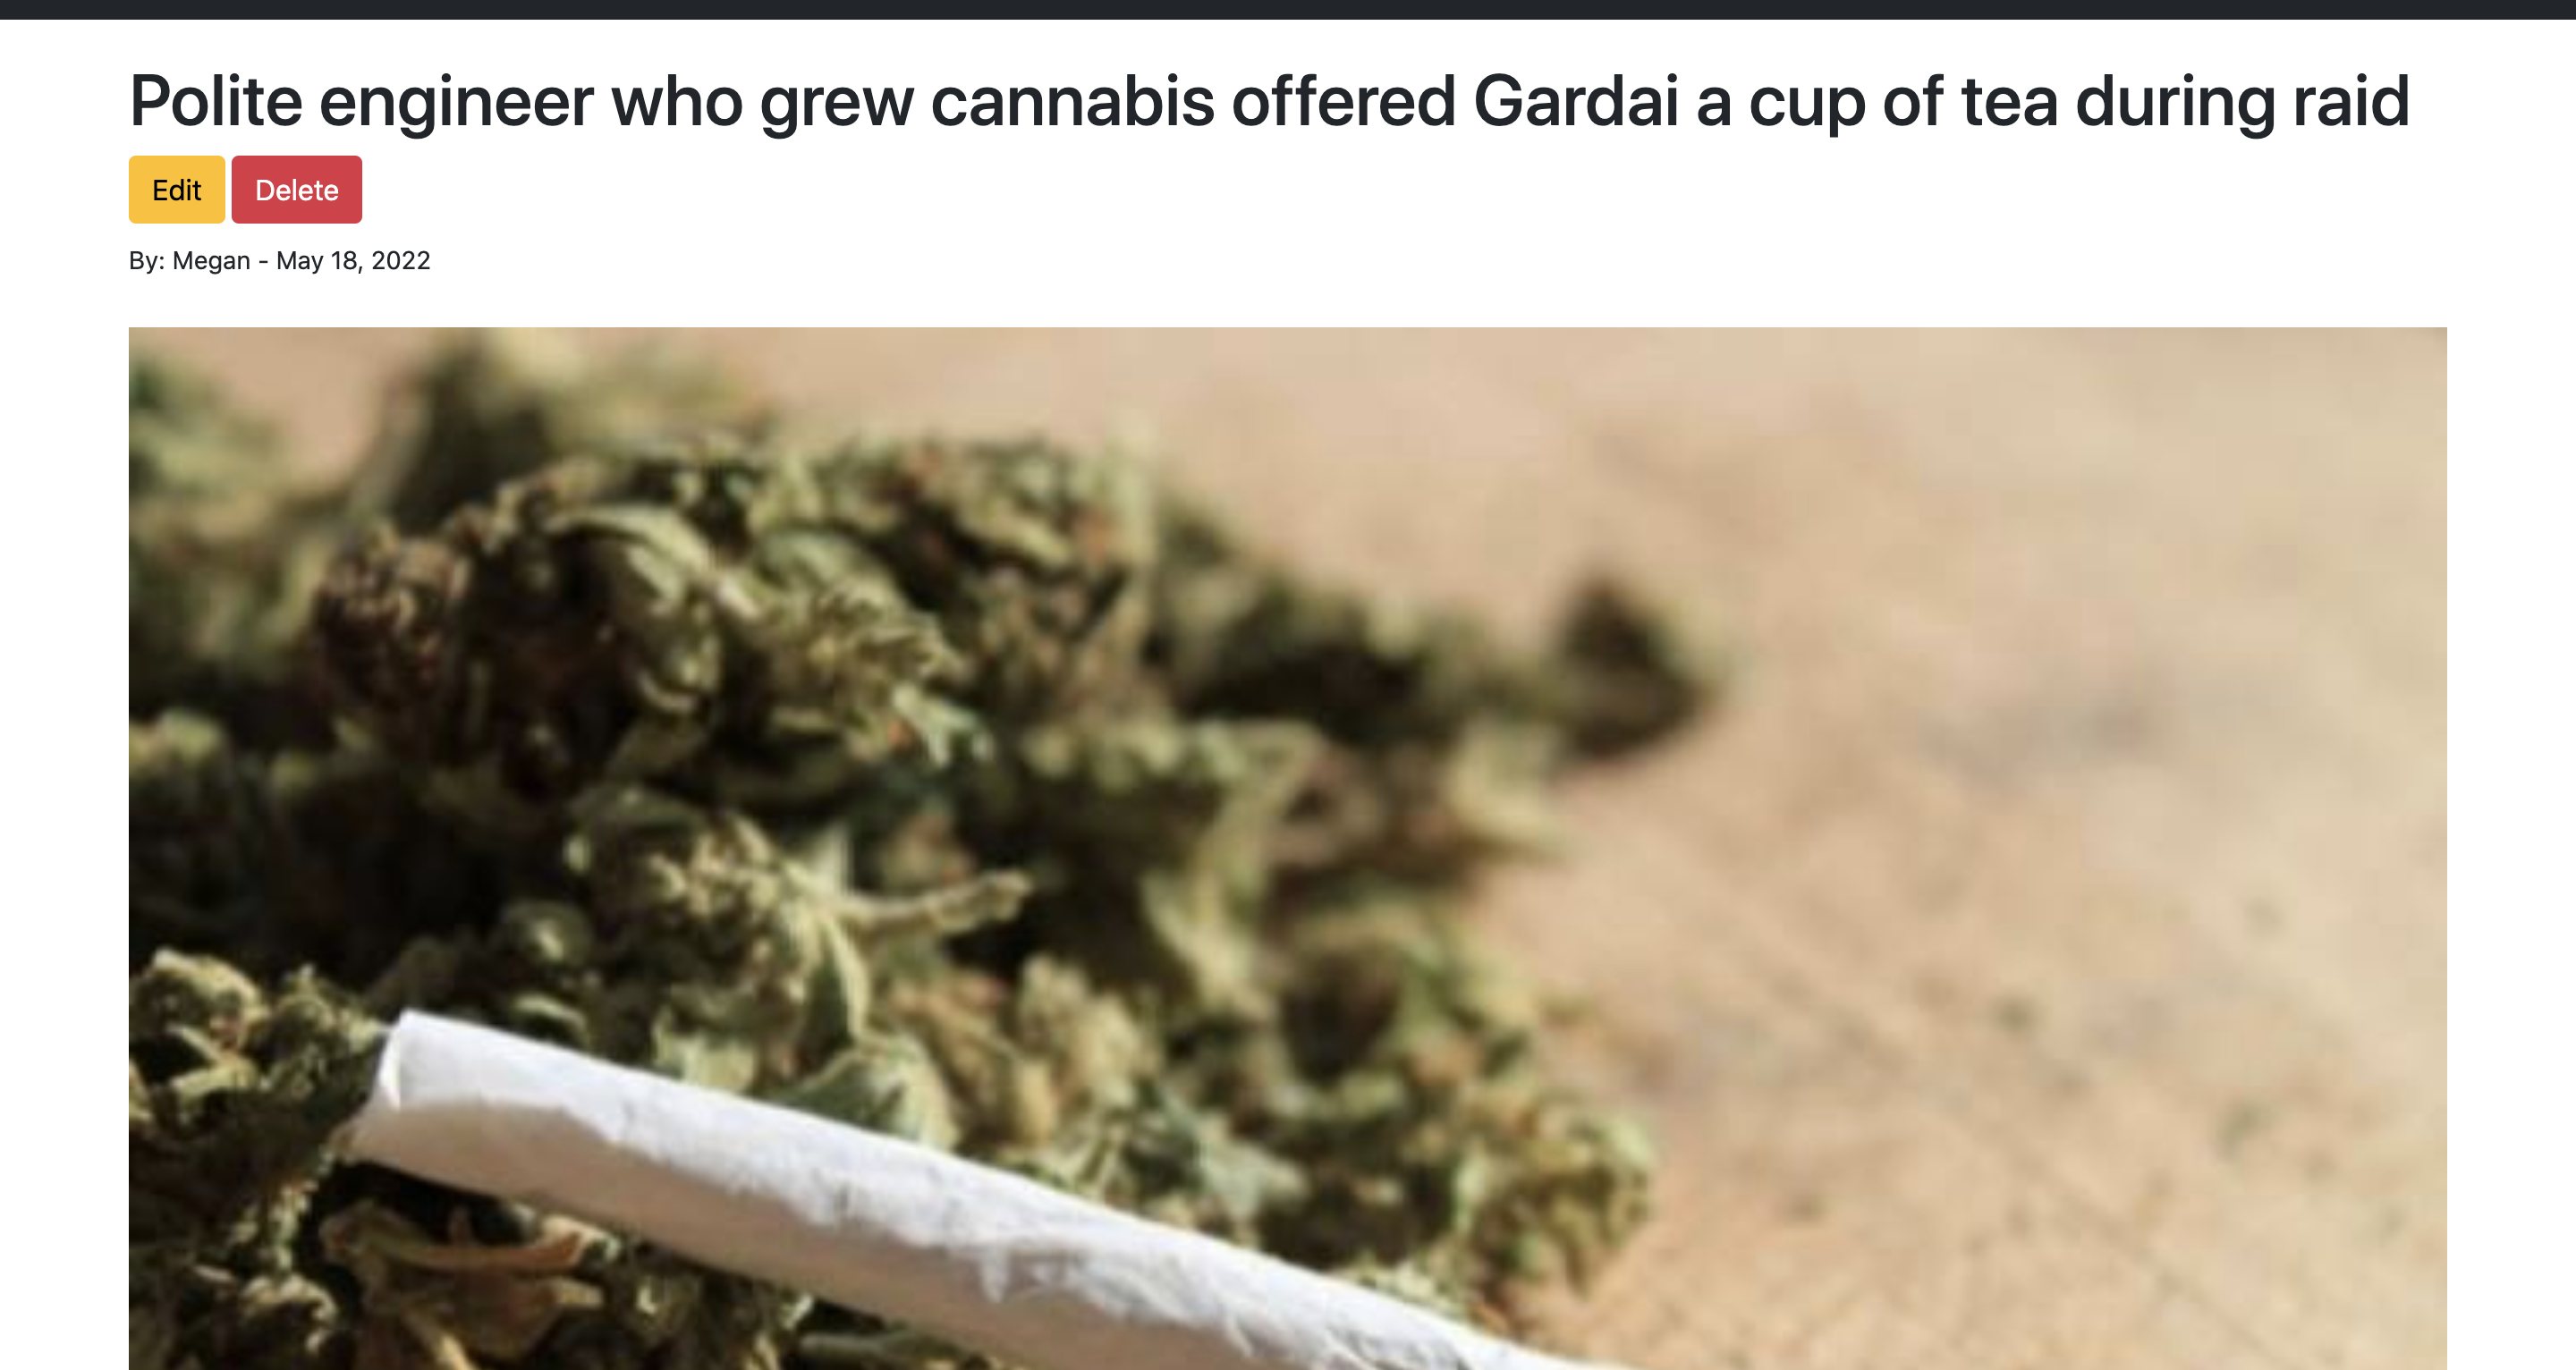 Polite engineer who grew cannabis offered Gardai a cup of tea during raid
Edit Delete
By: Megan - May 18, 2022